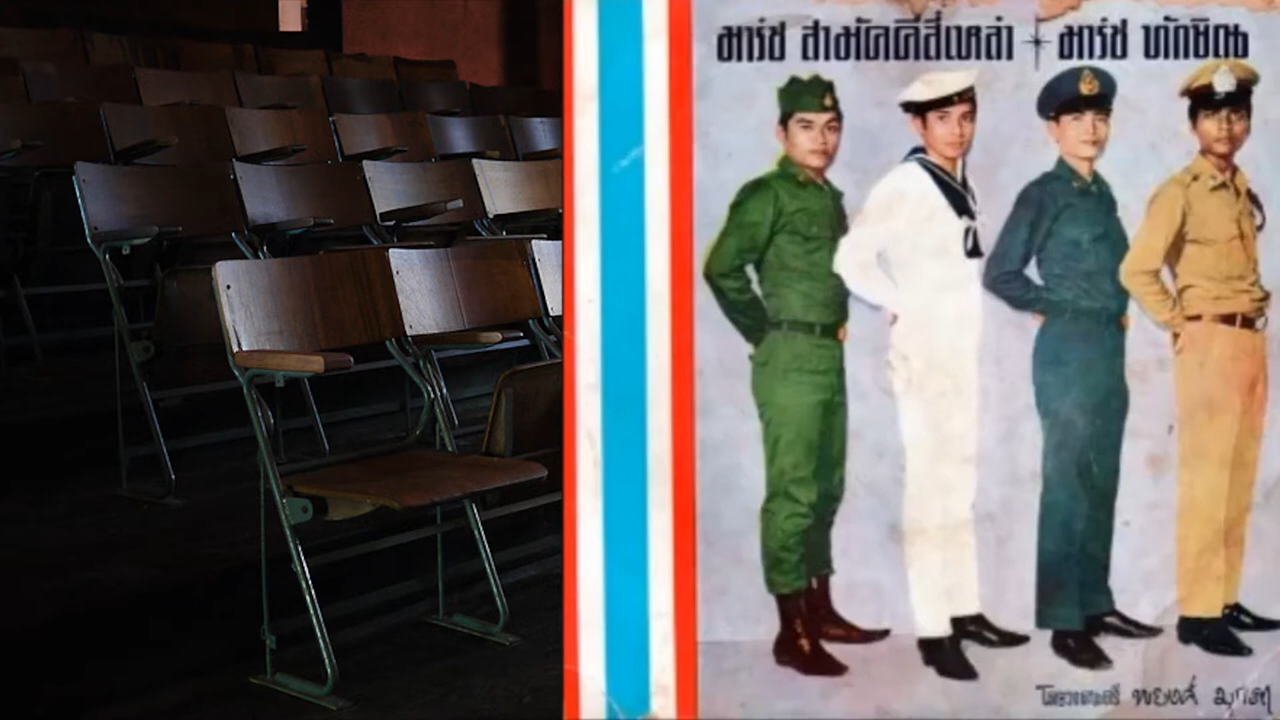 มาร์ช สามัคคีสี่เหล่า + มาร์ช ทักษิณ
โดยวงดนตรี พยงค์ มุกดา